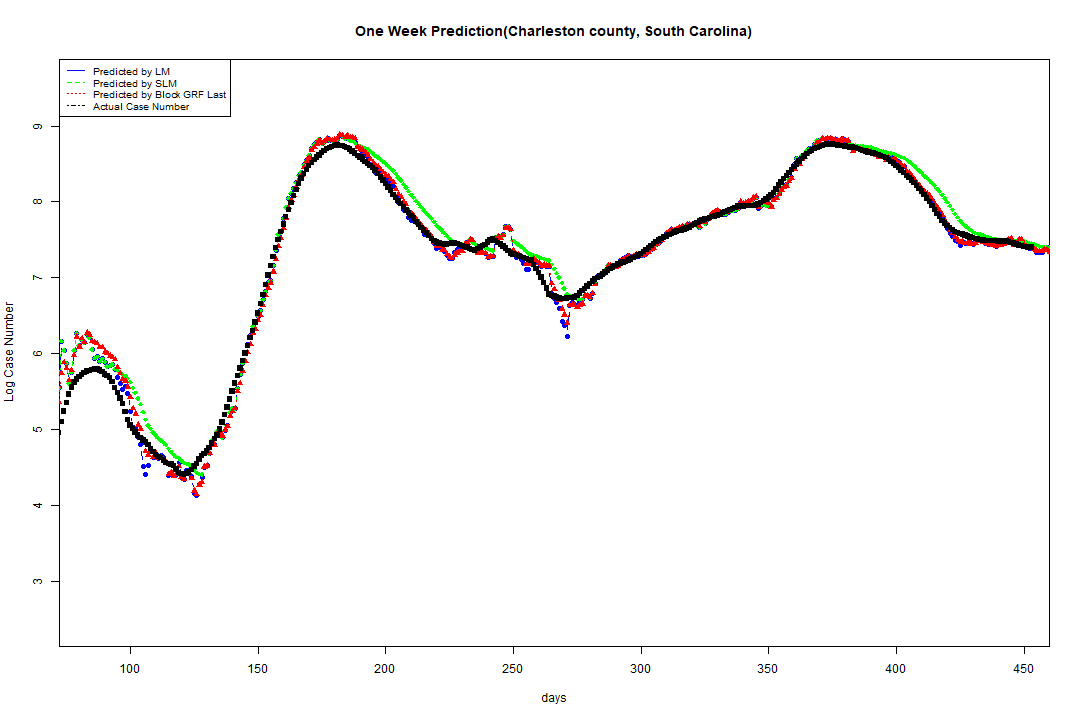 One Week Prediction(Charleston county, South Carolina)
Predicted by LM
Predicted by SLM
Predicted by Block GRF Last
Actual Case Number
Log Case Number
9
8
7
6
5
4
3
100 150 200 250 300 350 400 450
days